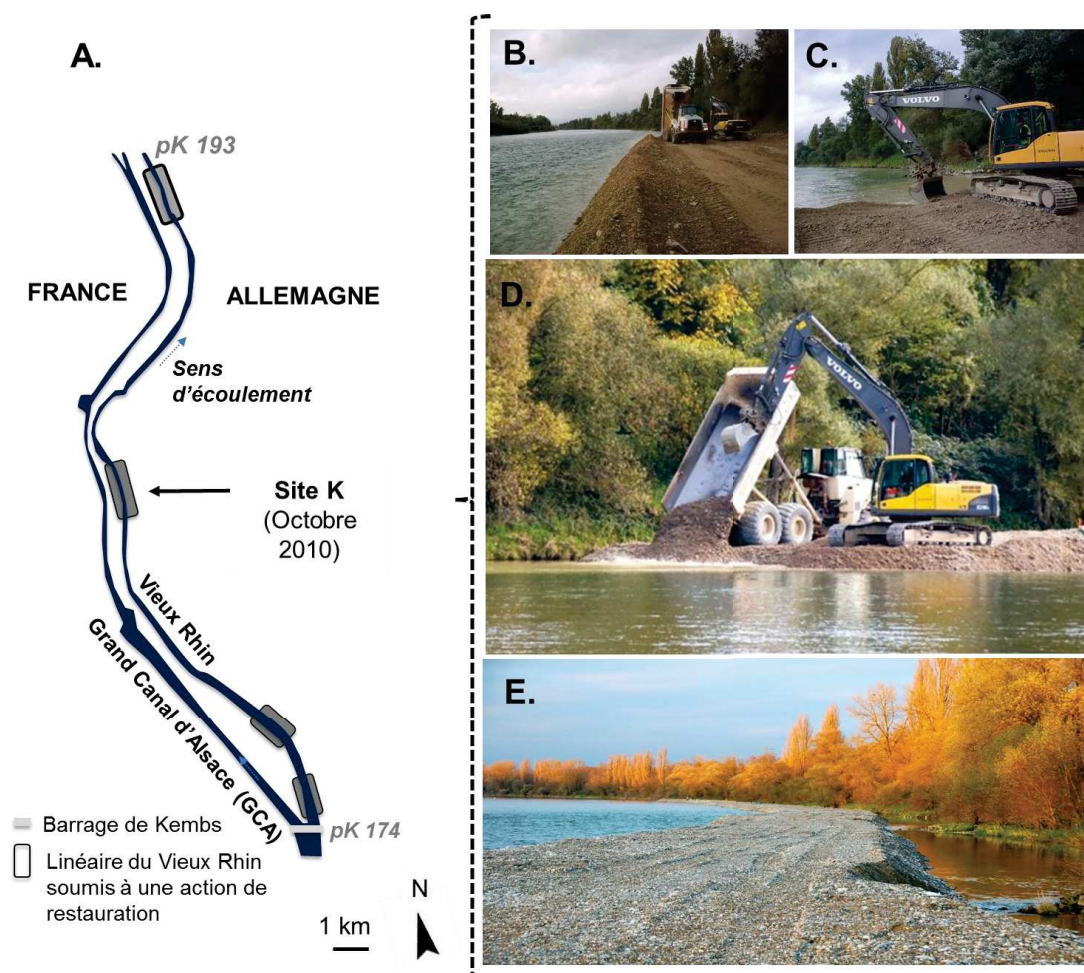 A.
pK 193
FRANCE
ALLEMAGNE
Sens
d'écoulement
Site K
(Octobre
2010)
Vieux Rhin
Grand Canal d'Alsace (GCA)
pK 174
Barrage de Kembs
Linéaire du Vieux Rhin
soumis à une action de
restauration
N
1 km
B.
C.
VOLVO
D.
VOLVO
E.